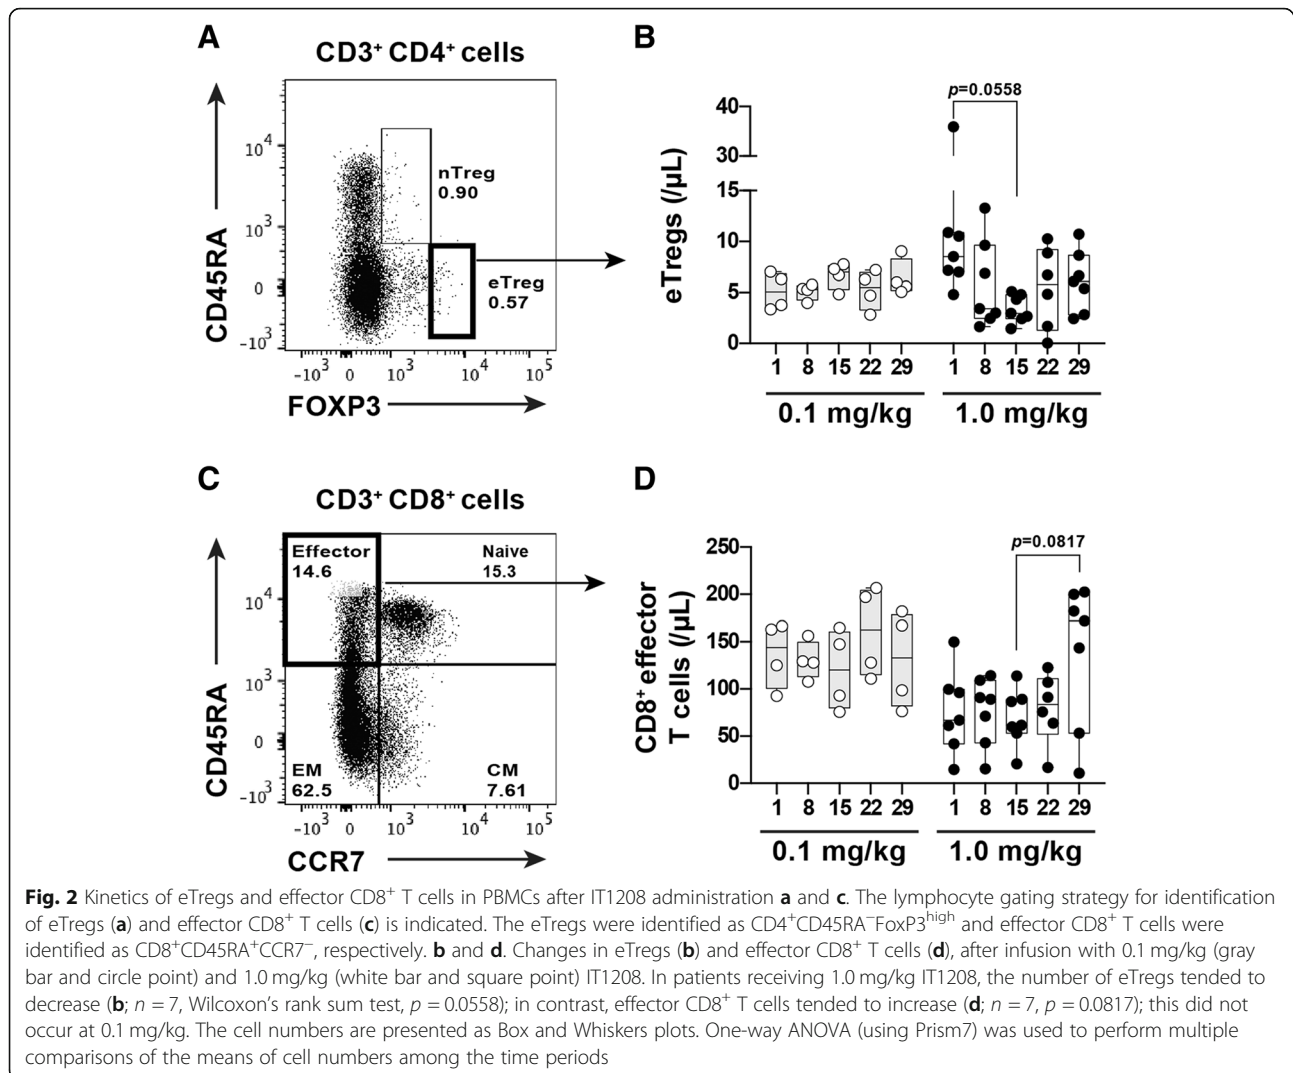 A
CD3⁺ CD4⁺ cells
CD45RA
10⁴
10³
0
-10³
nTreg
0.90
eTreg
0.57
-10³ 0 10³ 10⁴ 10⁵
FOXP3
B
eTregs (/μL)
40
30
15
10
5
0
p=0.0558
1 8 15 22 29 1 8 15 22 29
0.1 mg/kg 1.0 mg/kg
C
CD3⁺ CD8⁺ cells
CD45RA
10⁴
10³
0
-10³
Effector
14.6
Naive
15.3
EM
62.5
CM
7.61
-10³ 0 10³ 10⁴ 10⁵
CCR7
D
CD8⁺ effector
T cells (/μL)
250
200
150
100
50
0
p=0.0817
1 8 15 22 29 1 8 15 22 29
0.1 mg/kg 1.0 mg/kg
Fig. 2 Kinetics of eTregs and effector CD8⁺ T cells in PBMCs after IT1208 administration a and c. The lymphocyte gating strategy for identification
of eTregs (a) and effector CD8⁺ T cells (c) is indicated. The eTregs were identified as CD4⁺CD45RA⁻FoxP3ʰⁱᵍʰ and effector CD8⁺ T cells were
identified as CD8⁺CD45RA⁺CCR7⁻, respectively. b and d. Changes in eTregs (b) and effector CD8⁺ T cells (d), after infusion with 0.1 mg/kg (gray
bar and circle point) and 1.0 mg/kg (white bar and square point) IT1208. In patients receiving 1.0 mg/kg IT1208, the number of eTregs tended to
decrease (b; n = 7, Wilcoxon's rank sum test, p = 0.0558); in contrast, effector CD8⁺ T cells tended to increase (d; n = 7, p = 0.0817); this did not
occur at 0.1 mg/kg. The cell numbers are presented as Box and Whiskers plots. One-way ANOVA (using Prism7) was used to perform multiple
comparisons of the means of cell numbers among the time periods